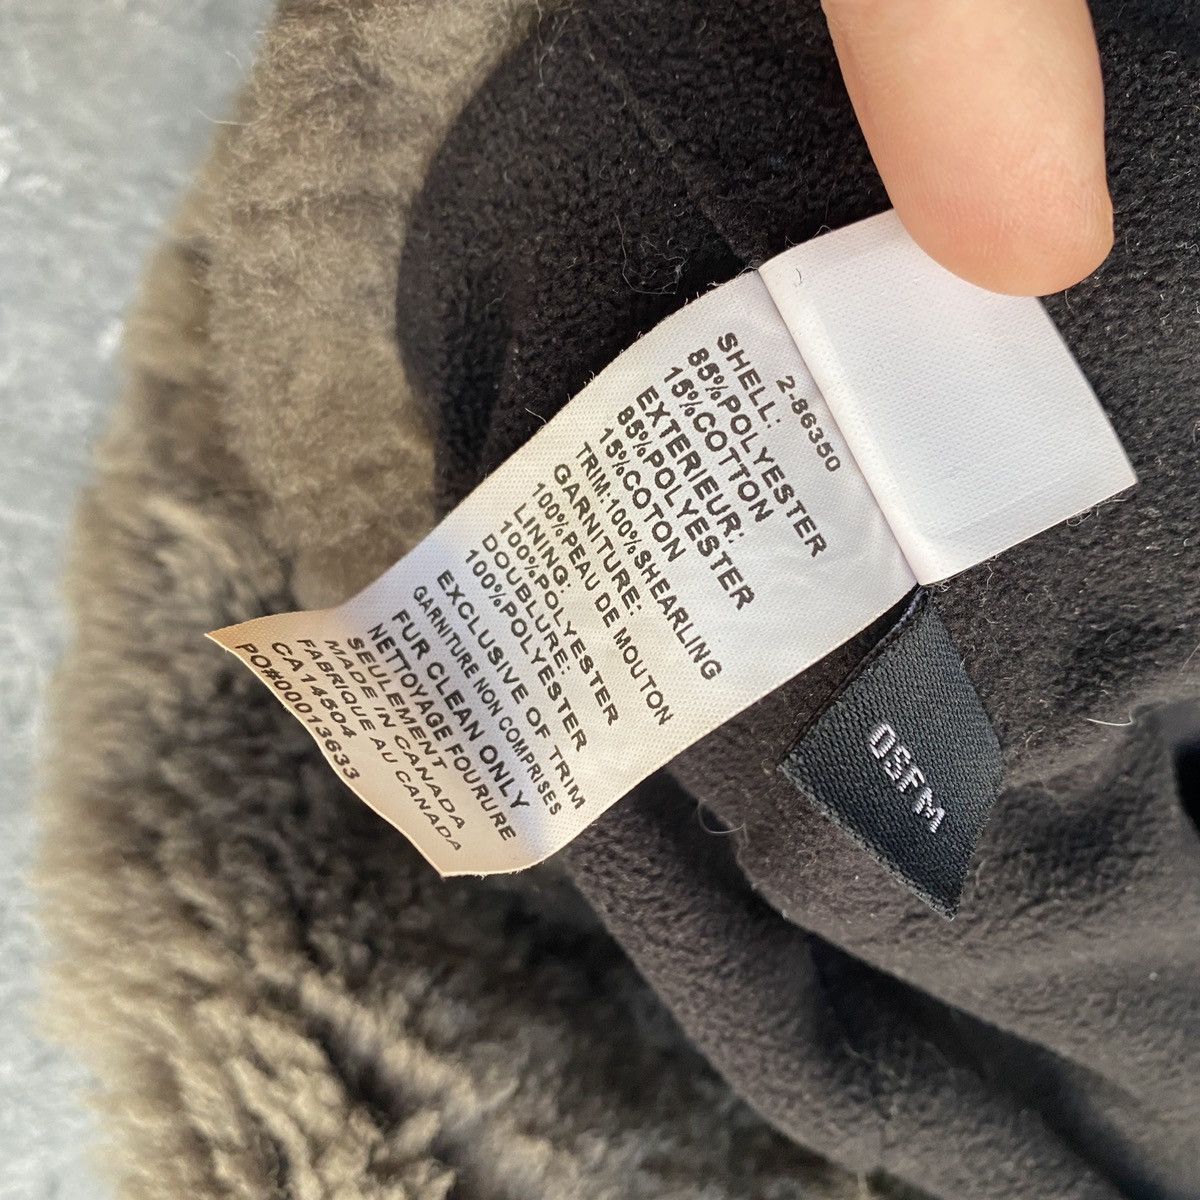 2-86350
SHELL:
85%POLYESTER
15%COTTON
EXTERIEUR:
85%POLYESTER
15%COTON
TRIM:100%SHEARLING
GARNITURE:
100%PEAU DE MOUTON
LINING:
100%POLYESTER
DOUBLURE:
100%POLYESTER
EXCLUSIVE OF TRIM
GARNITURE NON COMPRISES
FUR CLEAN ONLY
NETTOYAGE FOURURE
SEULEMENT
MADE IN CANADA
FABRIQUE AU CANADA
CA 14504
PO#00013633
OSFM